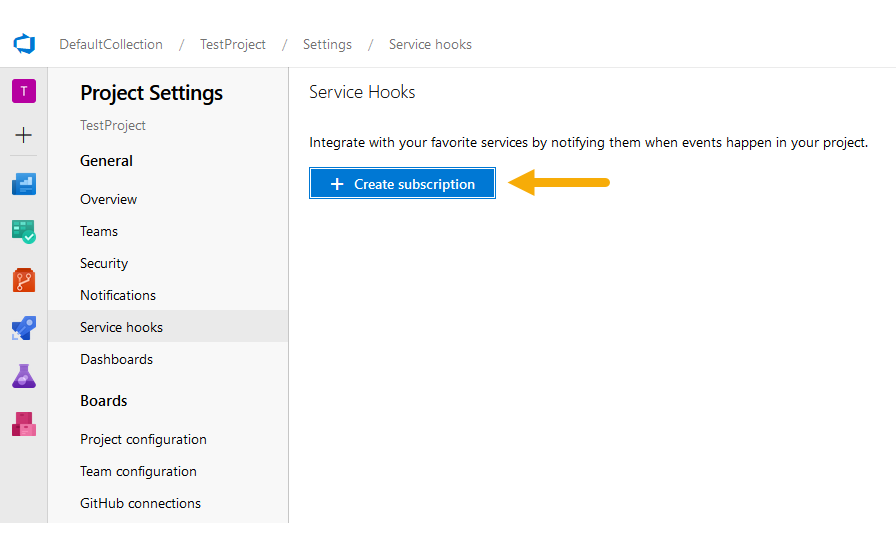 DefaultCollection / TestProject / Settings / Service hooks
T
Project Settings
TestProject
General
Overview
Teams
Security
Notifications
Service hooks
Dashboards
Boards
Project configuration
Team configuration
GitHub connections
Service Hooks
Integrate with your favorite services by notifying them when events happen in your project.
+ Create subscription